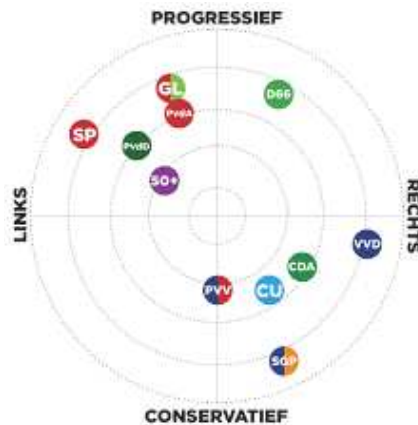 PROGRESSIEF
GL
D66
PvdA
SP
PvdD
50+
LINKS
RECHTS
VVD
CDA
PVV
CU
SGP
CONSERVATIEF